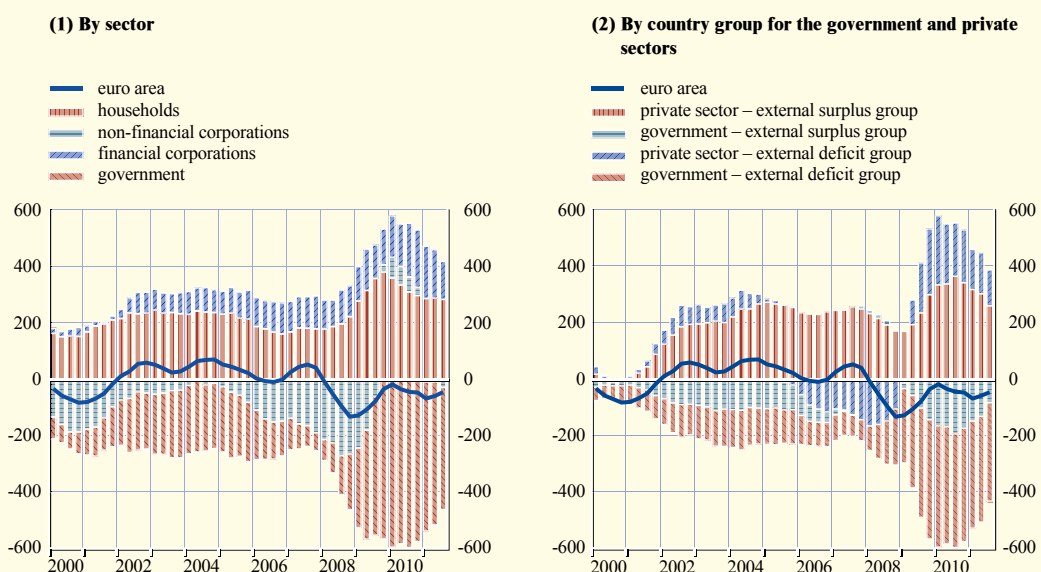 (1) By sector
euro area
households
non-financial corporations
financial corporations
government
600 600
400 400
200 200
0 0
-200 -200
-400 -400
-600 -600
2000 2002 2004 2006 2008 2010
(2) By country group for the government and private
sectors
euro area
private sector – external surplus group
government – external surplus group
private sector – external deficit group
government – external deficit group
600 600
400 400
200 200
0 0
-200 -200
-400 -400
-600 -600
2000 2002 2004 2006 2008 2010